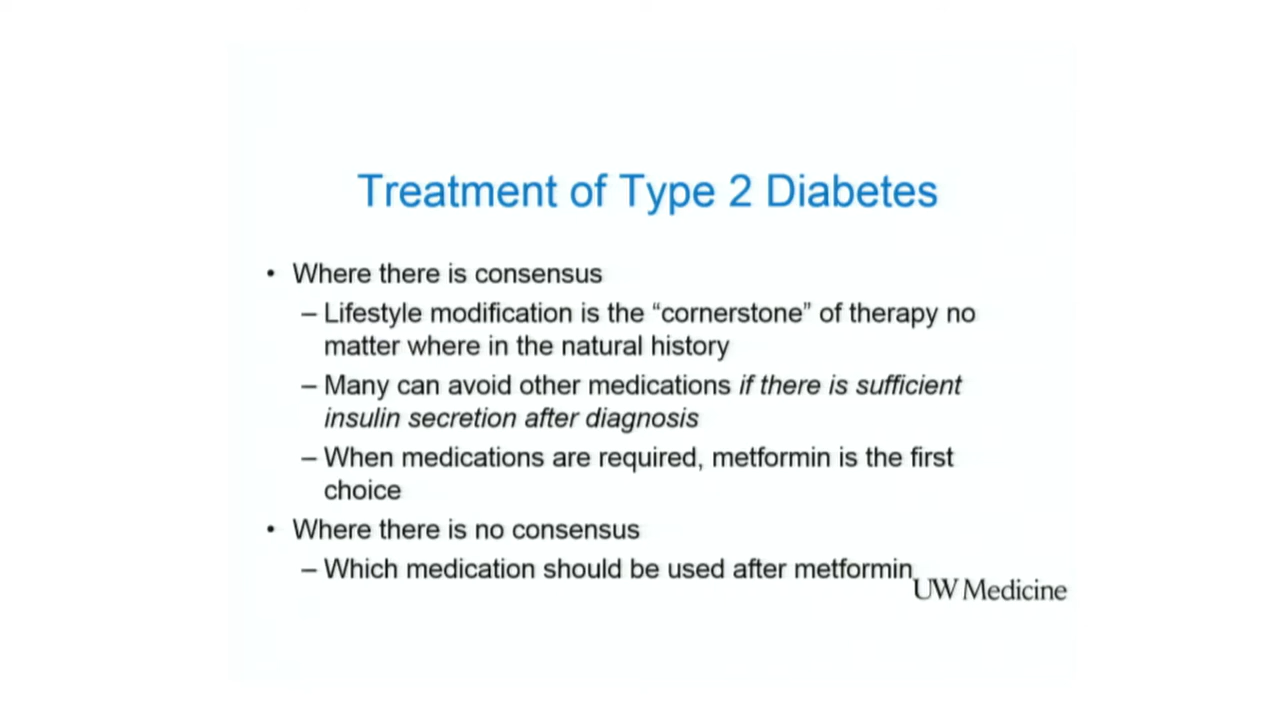 Treatment of Type 2 Diabetes
• Where there is consensus
– Lifestyle modification is the “cornerstone” of therapy no
matter where in the natural history
– Many can avoid other medications if there is sufficient
insulin secretion after diagnosis
– When medications are required, metformin is the first
choice
• Where there is no consensus
– Which medication should be used after metformin
UW Medicine